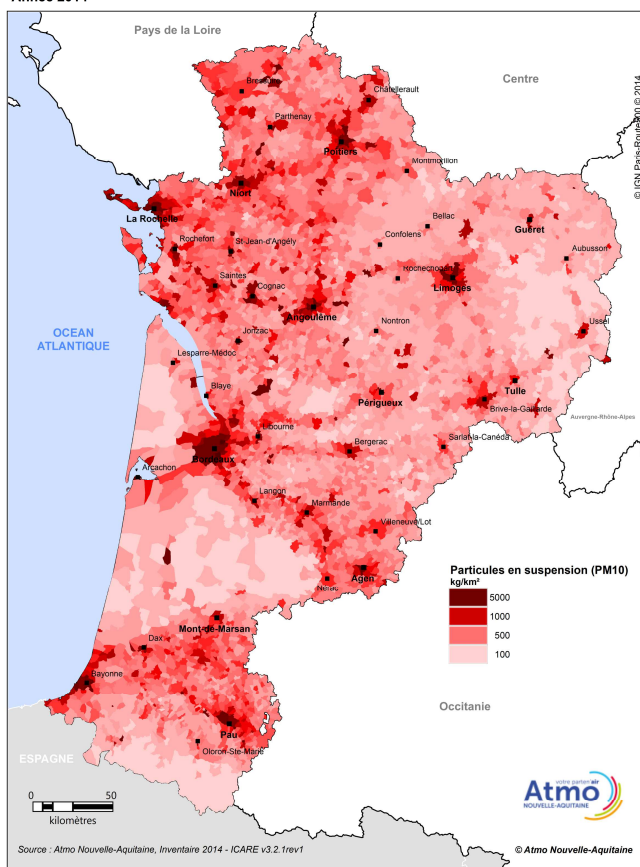 Pays de la Loire
Centre
© IGN Pais-Route500 © 2014
Bressuire
Châtellerault
Parthenay
Poitiers
Montmorillon
Niort
La Rochelle
Bellac
Guéret
Rochefort
St-Jean-d'Angély
Confolens
Aubusson
Rochechouart
Saintes
Cognac
Limoges
Angoulême
OCEAN
ATLANTIQUE
Jonzac
Nontron
Ussel
Lesparre-Médoc
Blaye
Périgueux
Tulle
Brive-la-Gaillarde
Auvergne-Rhône-Alpes
Libourne
Bergerac
Sarlat-la-Canéda
Bordeaux
Arcachon
Langon
Marmande
Villeneuve/Lot
Agen
Nérac
Particules en suspension (PM10)
kg/km²
5000
1000
500
100
Mont-de-Marsan
Dax
Bayonne
Occitanie
Pau
Oloron-Ste-Marie
ESPAGNE
votre parten'air
Atmo
NOUVELLE-AQUITAINE
0 50
kilomètres
Source : Atmo Nouvelle-Aquitaine, Inventaire 2014 - ICARE v3.2.1rev1
© Atmo Nouvelle-Aquitaine